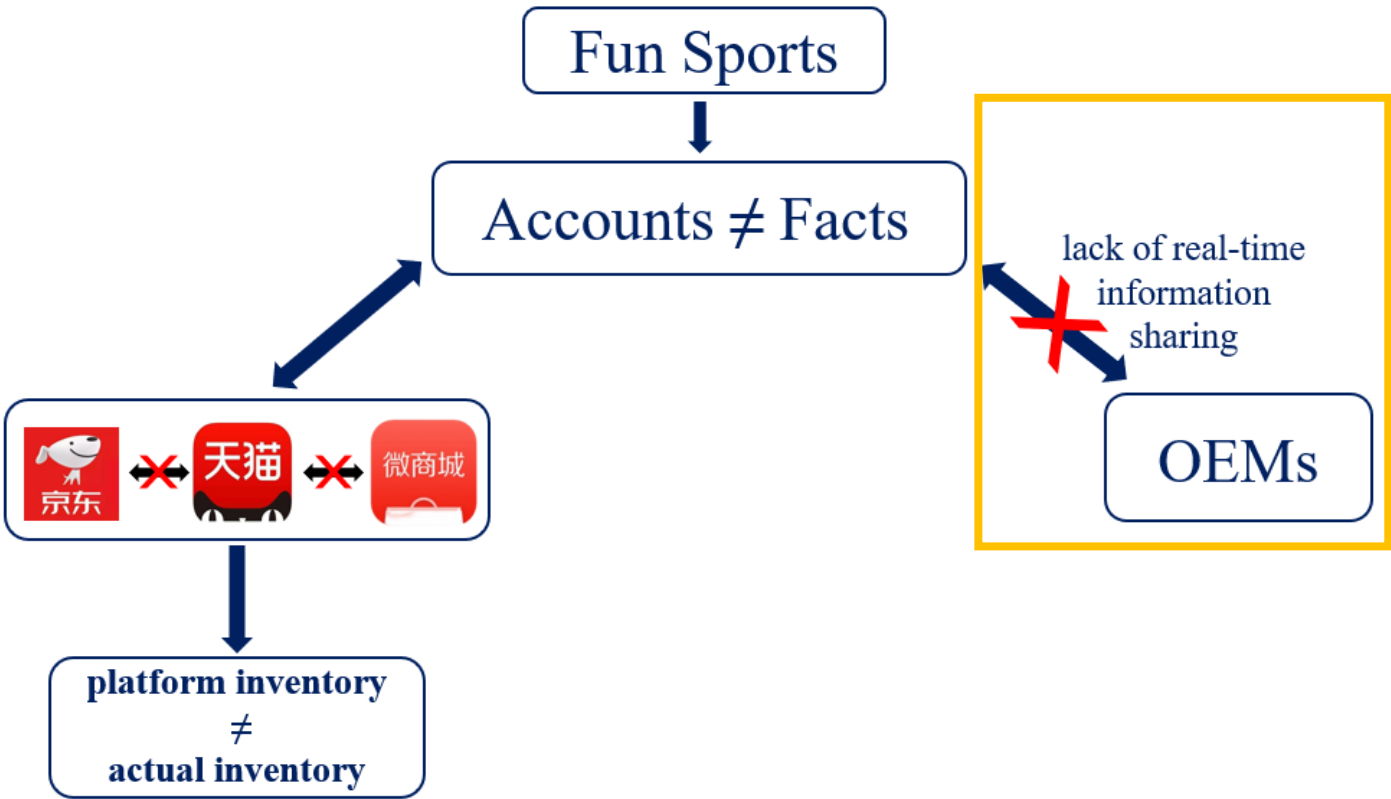 Fun Sports
Accounts ≠ Facts
lack of real-time
information
sharing
京东
天猫
微商城
OEMs
platform inventory
≠
actual inventory